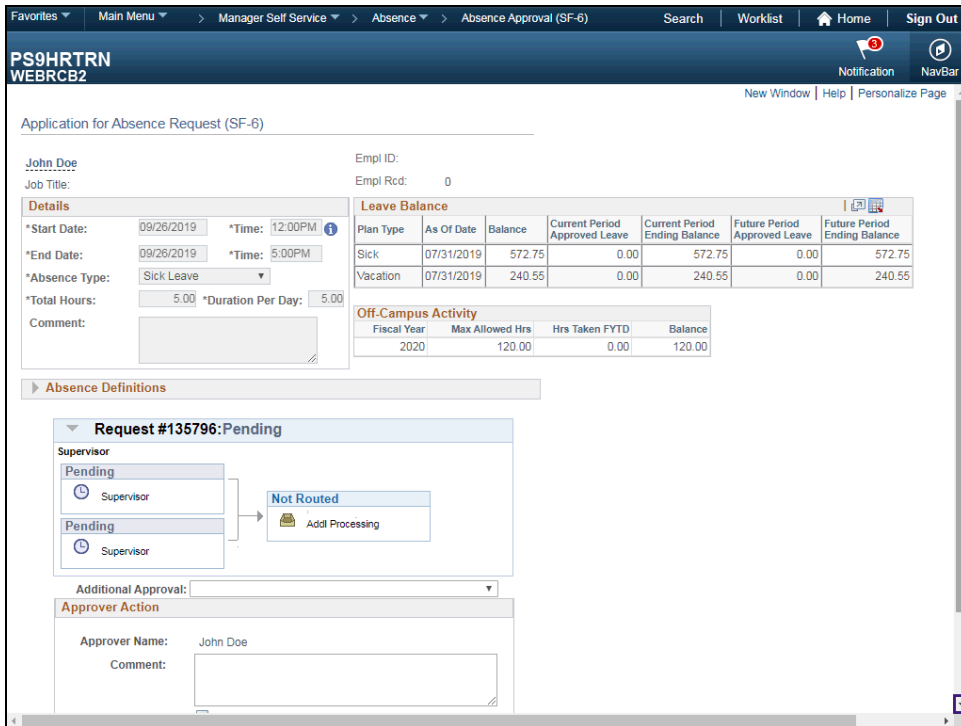 Favorites Main Menu > Manager Self Service > Absence > Absence Approval (SF-6) Search Worklist Home Sign Out
3
PS9HRTRN
WEBRCB2
Notification NavBar
New Window | Help | Personalize Page
Application for Absence Request (SF-6)
John Doe Empl ID:
Job Title: Empl Rcd: 0
Details
*Start Date: 09/26/2019 *Time: 12:00PM
*End Date: 09/26/2019 *Time: 5:00PM
*Absence Type: Sick Leave
*Total Hours: 5.00 *Duration Per Day: 5.00
Comment:
Leave Balance
Plan Type As Of Date Balance Current Period Approved Leave Current Period Ending Balance Future Period Approved Leave Future Period Ending Balance
Sick 07/31/2019 572.75 0.00 572.75 0.00 572.75
Vacation 07/31/2019 240.55 0.00 240.55 0.00 240.55
Off-Campus Activity
Fiscal Year Max Allowed Hrs Hrs Taken FYTD Balance
2020 120.00 0.00 120.00
Absence Definitions
Request #135796:Pending
Supervisor
Pending
Supervisor
Not Routed
Addl Processing
Pending
Supervisor
Additional Approval:
Approver Action
Approver Name: John Doe
Comment: